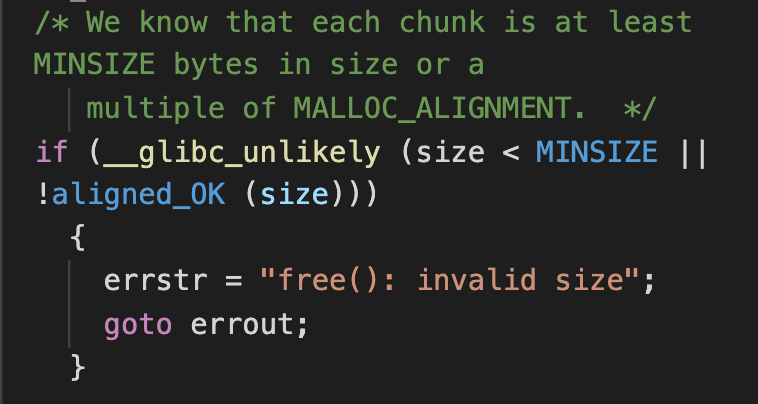 /* We know that each chunk is at least
MINSIZE bytes in size or a
multiple of MALLOC_ALIGNMENT.  */
if (__glibc_unlikely (size < MINSIZE ||
!aligned_OK (size)))
{
errstr = "free(): invalid size";
goto errout;
}